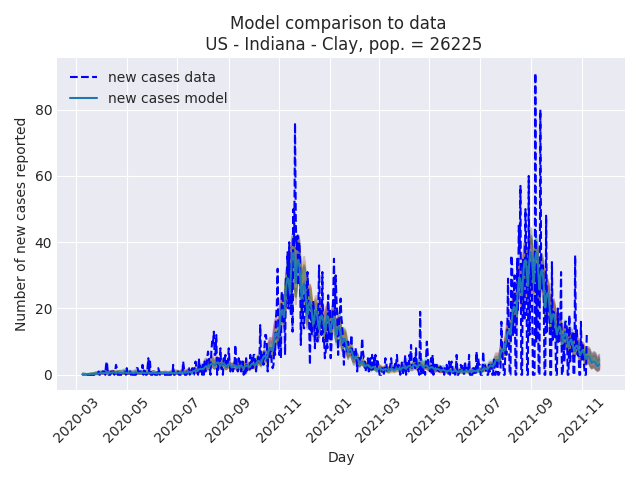 Model comparison to data
US - Indiana - Clay, pop. = 26225
new cases data
new cases model
Number of new cases reported
80
60
40
20
0
2020-03
2020-05
2020-07
2020-09
2020-11
2021-01
2021-03
2021-05
2021-07
2021-09
2021-11
Day